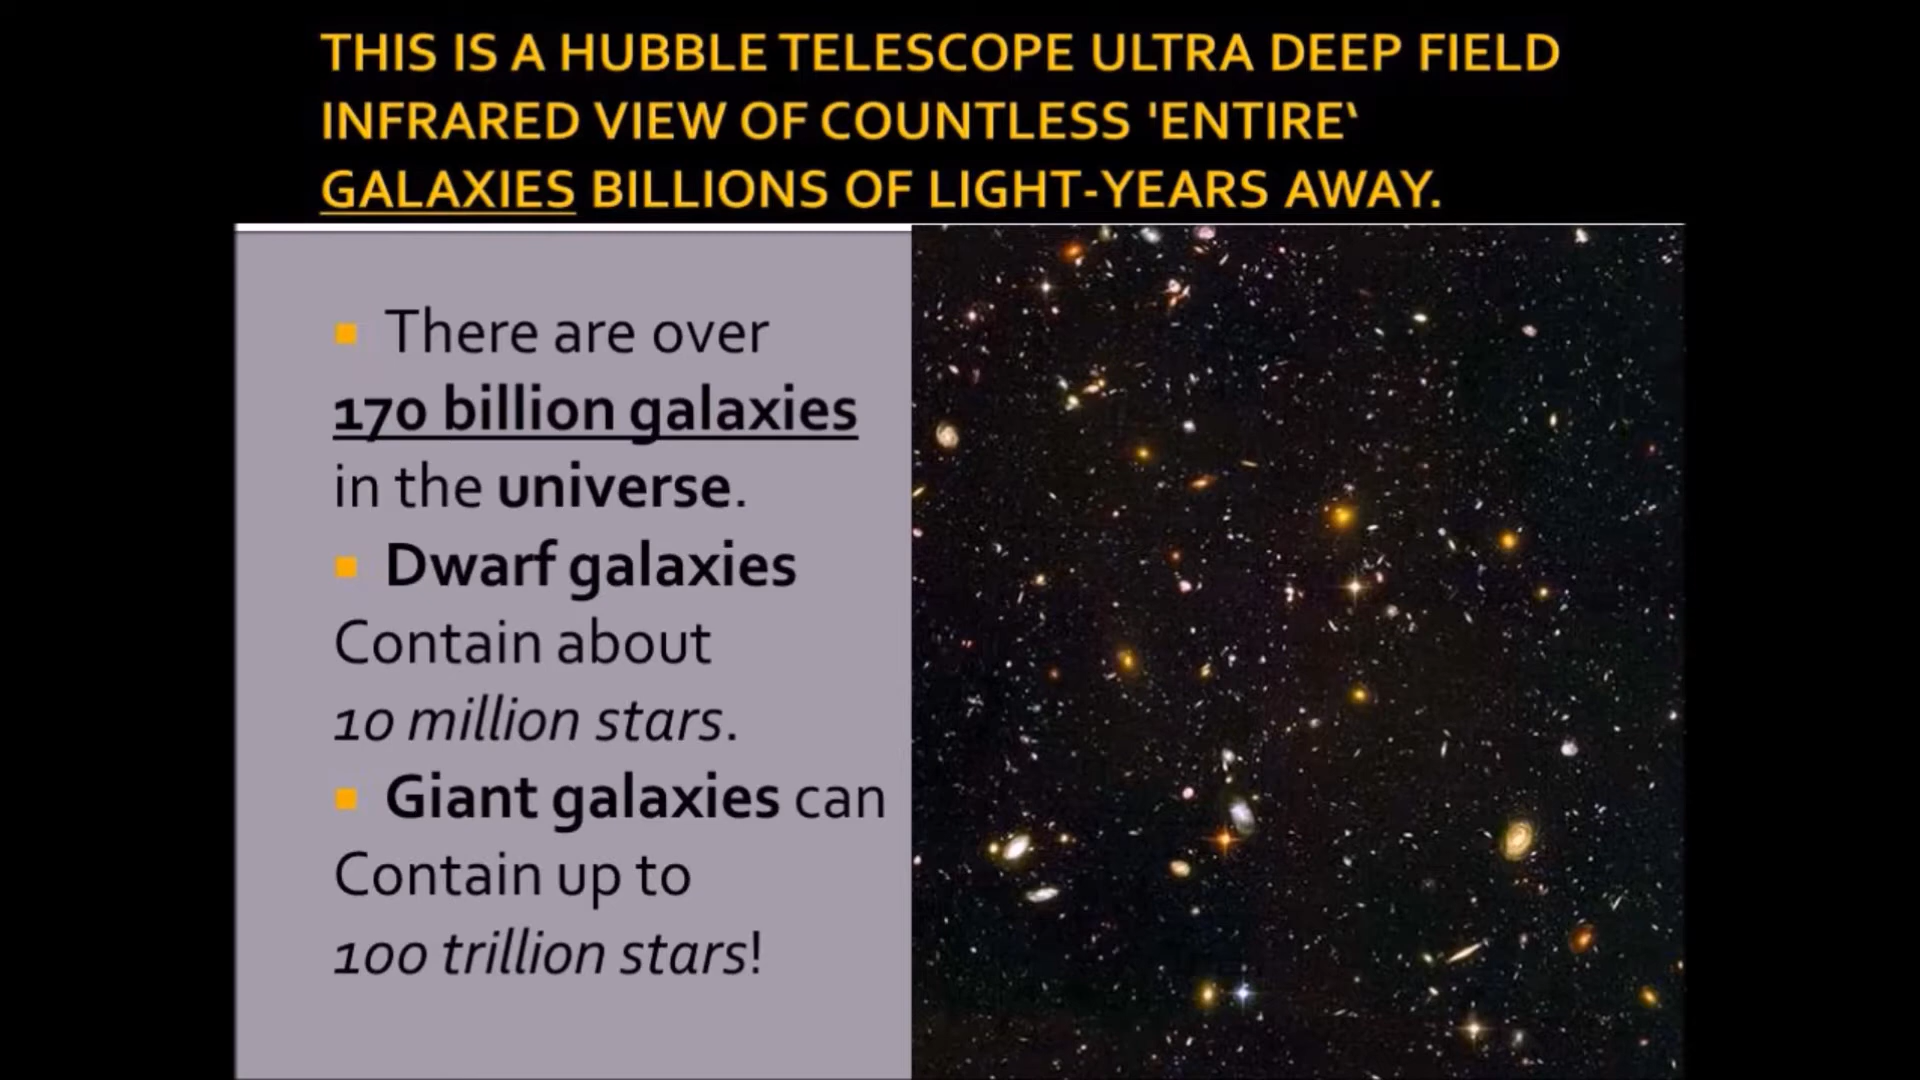 THIS IS A HUBBLE TELESCOPE ULTRA DEEP FIELD
INFRARED VIEW OF COUNTLESS 'ENTIRE‘
GALAXIES BILLIONS OF LIGHT-YEARS AWAY.
▪ There are over
170 billion galaxies
in the universe.
▪ Dwarf galaxies
Contain about
10 million stars.
▪ Giant galaxies can
Contain up to
100 trillion stars!